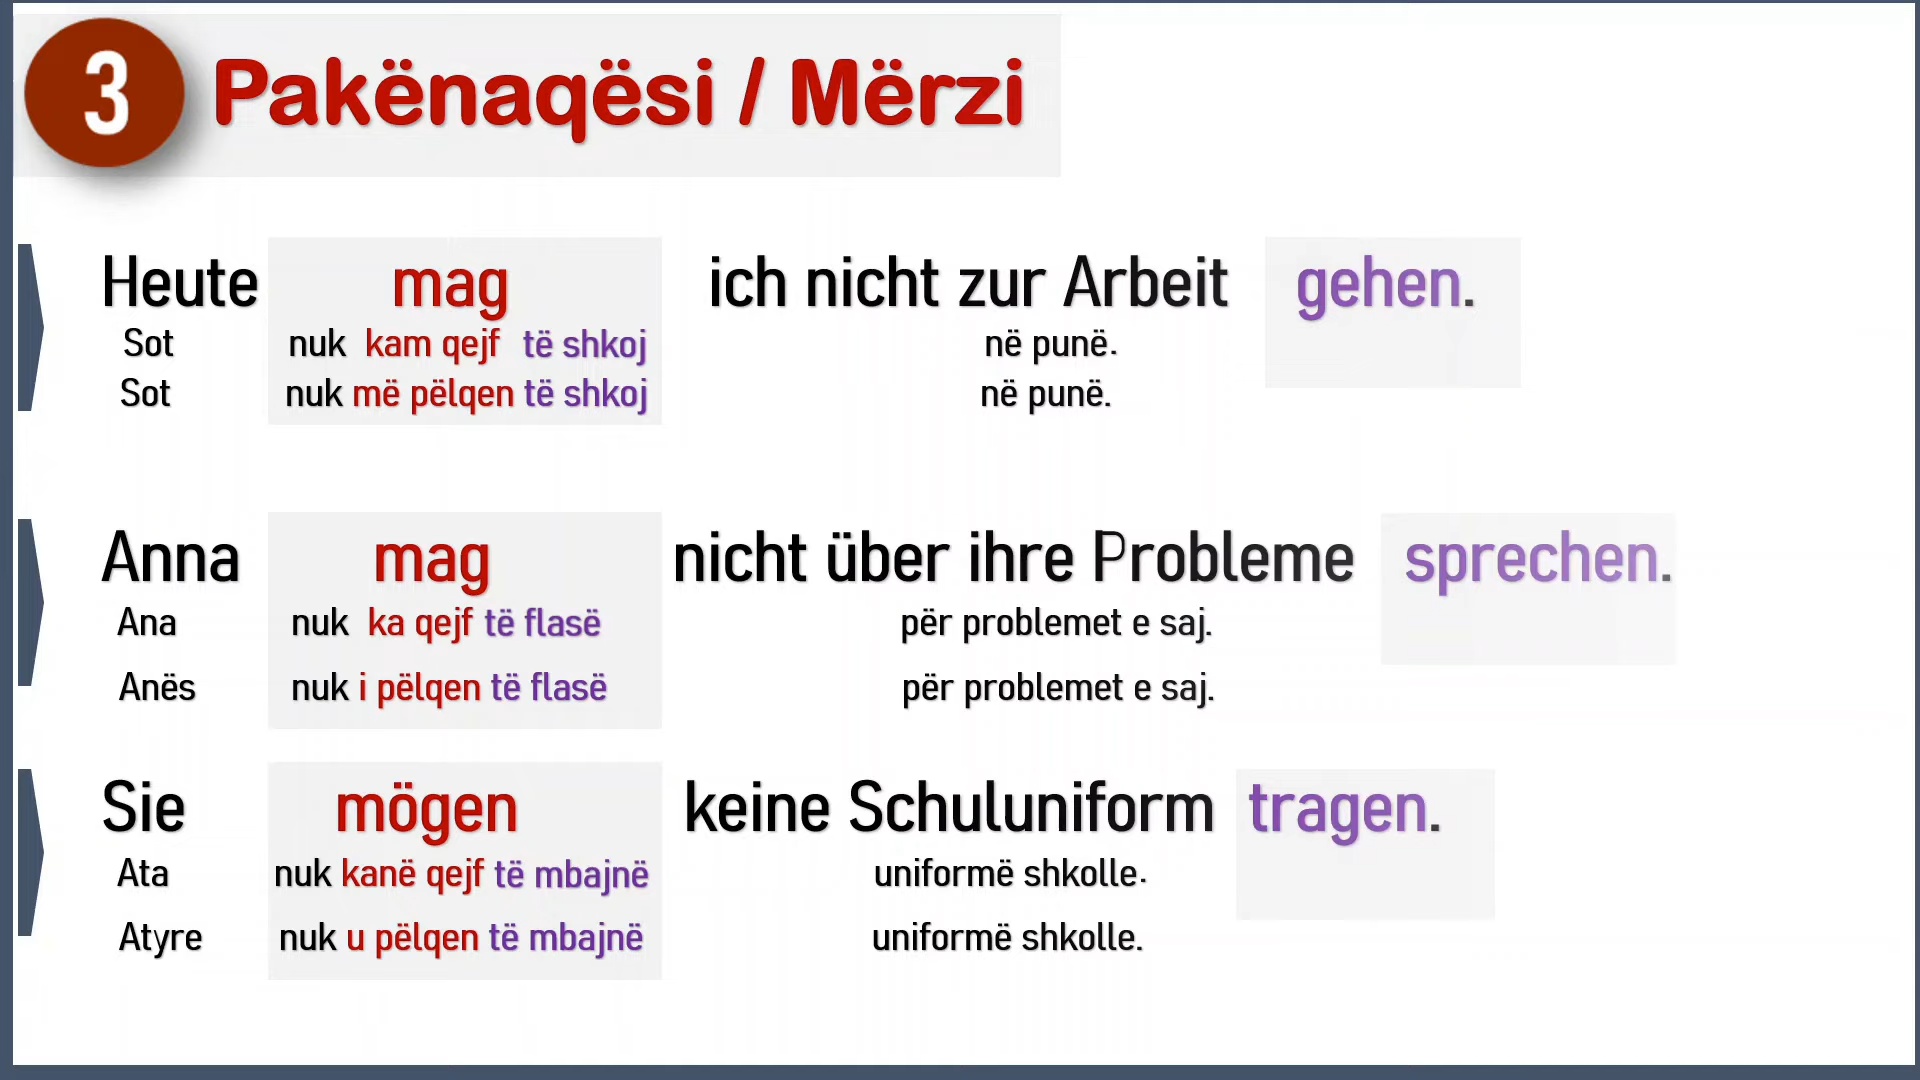 3 Pakënaqësi / Mërzi
Heute mag ich nicht zur Arbeit gehen.
Sot nuk kam qejf të shkoj në punë.
Sot nuk më pëlqen të shkoj në punë.
Anna mag nicht über ihre Probleme sprechen.
Ana nuk ka qejf të flasë për problemet e saj.
Anës nuk i pëlqen të flasë për problemet e saj.
Sie mögen keine Schuluniform tragen.
Ata nuk kanë qejf të mbajnë uniformë shkolle.
Atyre nuk u pëlqen të mbajnë uniformë shkolle.